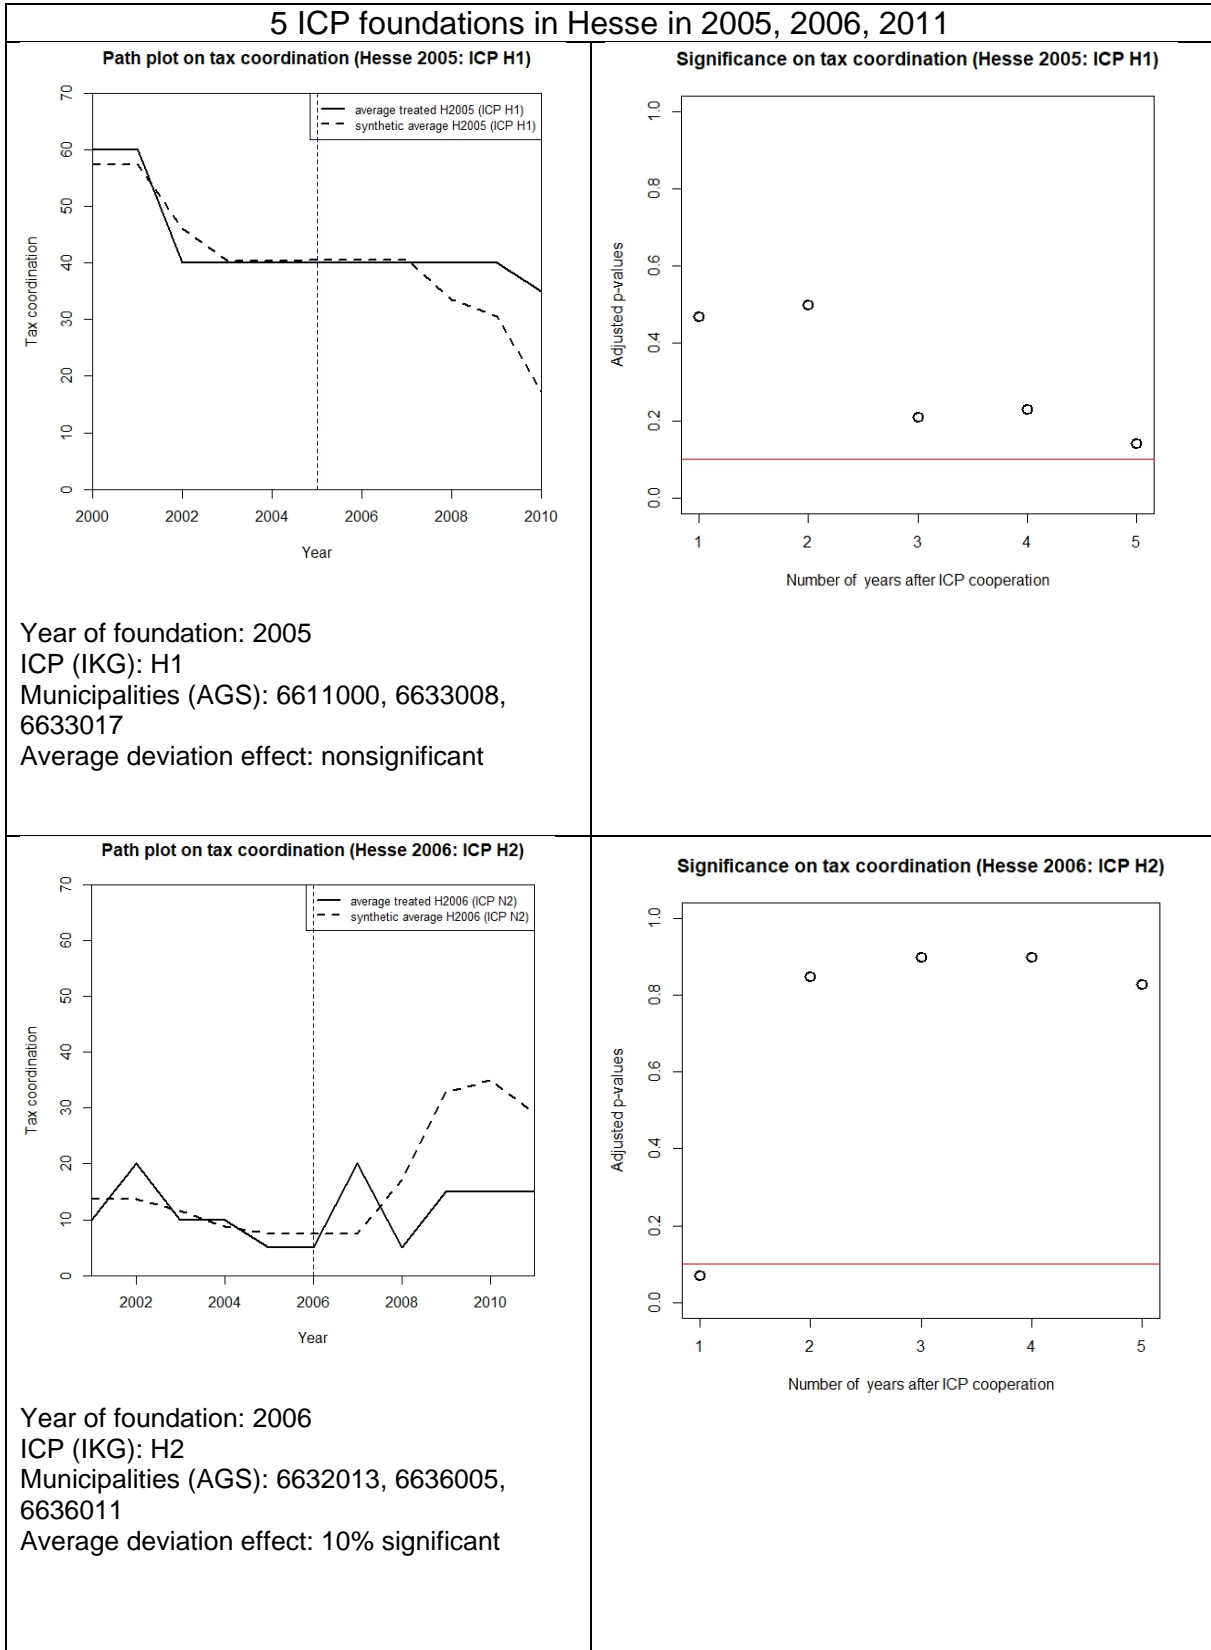 5 ICP foundations in Hesse in 2005, 2006, 2011
Path plot on tax coordination (Hesse 2005: ICP H1)
average treated H2005 (ICP H1)
synthetic average H2005 (ICP H1)
70
60
50
40
30
20
10
0
Tax coordination
2000 2002 2004 2006 2008 2010
Year
Year of foundation: 2005
ICP (IKG): H1
Municipalities (AGS): 6611000, 6633008,
6633017
Average deviation effect: nonsignificant
Significance on tax coordination (Hesse 2005: ICP H1)
1.0
0.8
0.6
0.4
0.2
0.0
Adjusted p-values
1 2 3 4 5
Number of years after ICP cooperation
Path plot on tax coordination (Hesse 2006: ICP H2)
average treated H2006 (ICP N2)
synthetic average H2006 (ICP N2)
70
60
50
40
30
20
10
0
Tax coordination
2002 2004 2006 2008 2010
Year
Year of foundation: 2006
ICP (IKG): H2
Municipalities (AGS): 6632013, 6636005,
6636011
Average deviation effect: 10% significant
Significance on tax coordination (Hesse 2006: ICP H2)
1.0
0.8
0.6
0.4
0.2
0.0
Adjusted p-values
1 2 3 4 5
Number of years after ICP cooperation